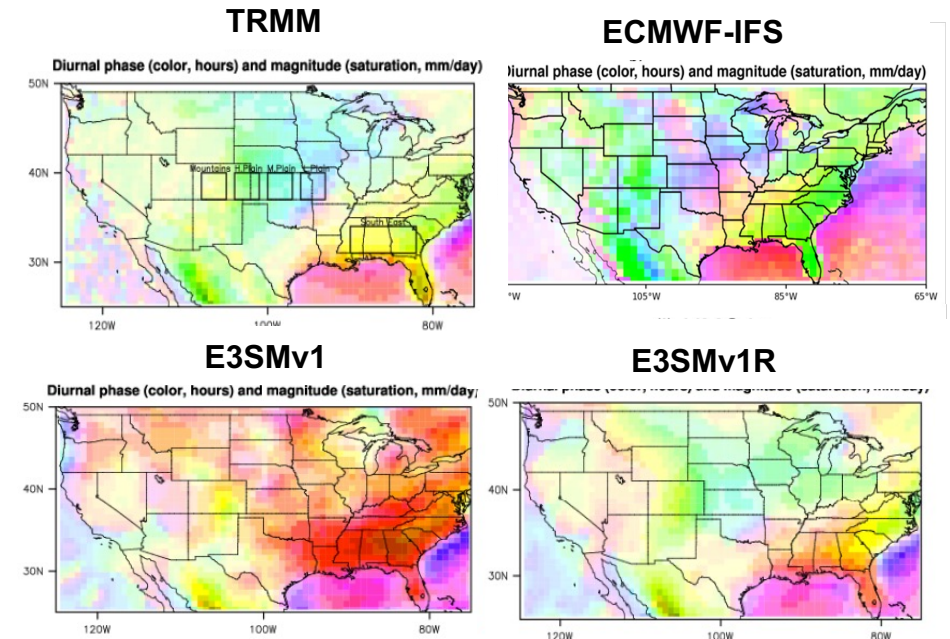 TRMM
Diurnal phase (color, hours) and magnitude (saturation, mm/day)
50N
40N
30N
Mountains H.Plain M.Plain
South East
120W
100W
80W
ECMWF-IFS
Diurnal phase (color, hours) and magnitude (saturation, mm/day)
°W
105°W
85°W
65°W
E3SMv1
Diurnal phase (color, hours) and magnitude (saturation, mm/day)
50N
40N
30N
120W
100W
80W
E3SMv1R
50N
40N
30N
120W
100W
80W